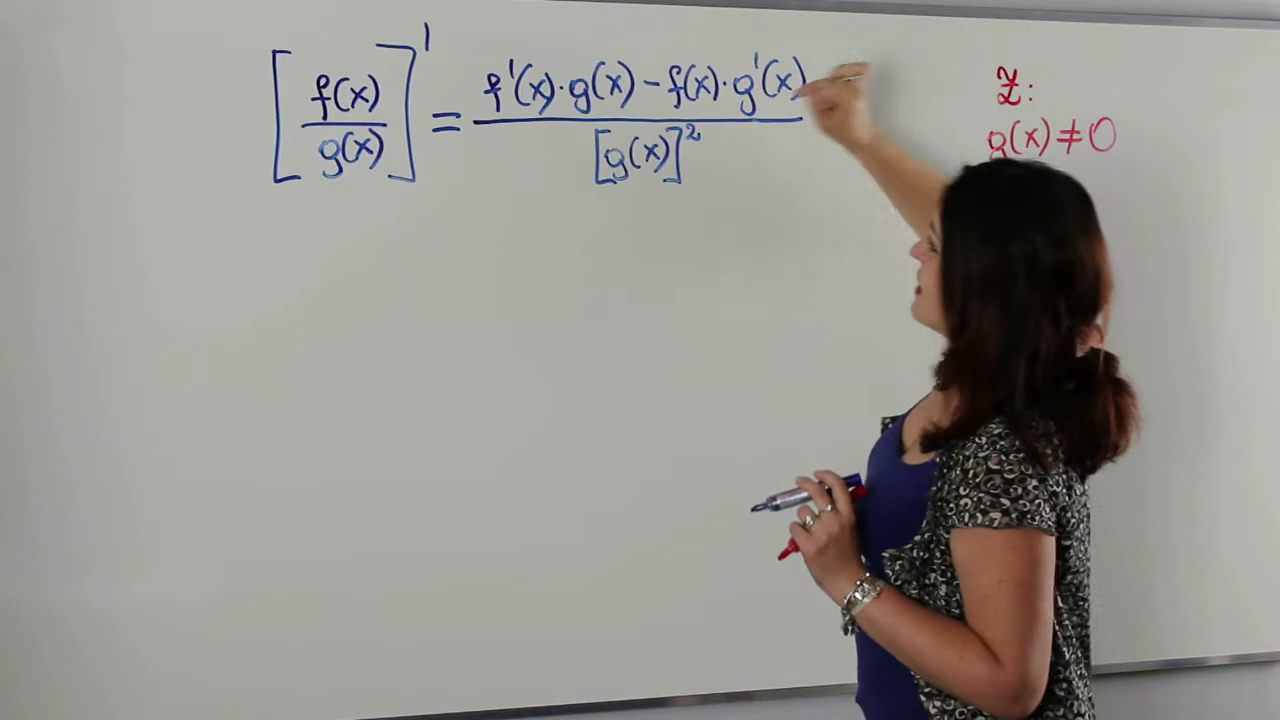 [f(x)/g(x)]' = f'(x)·g(x) − f(x)·g'(x) / [g(x)]²
Z:
g(x) ≠ 0